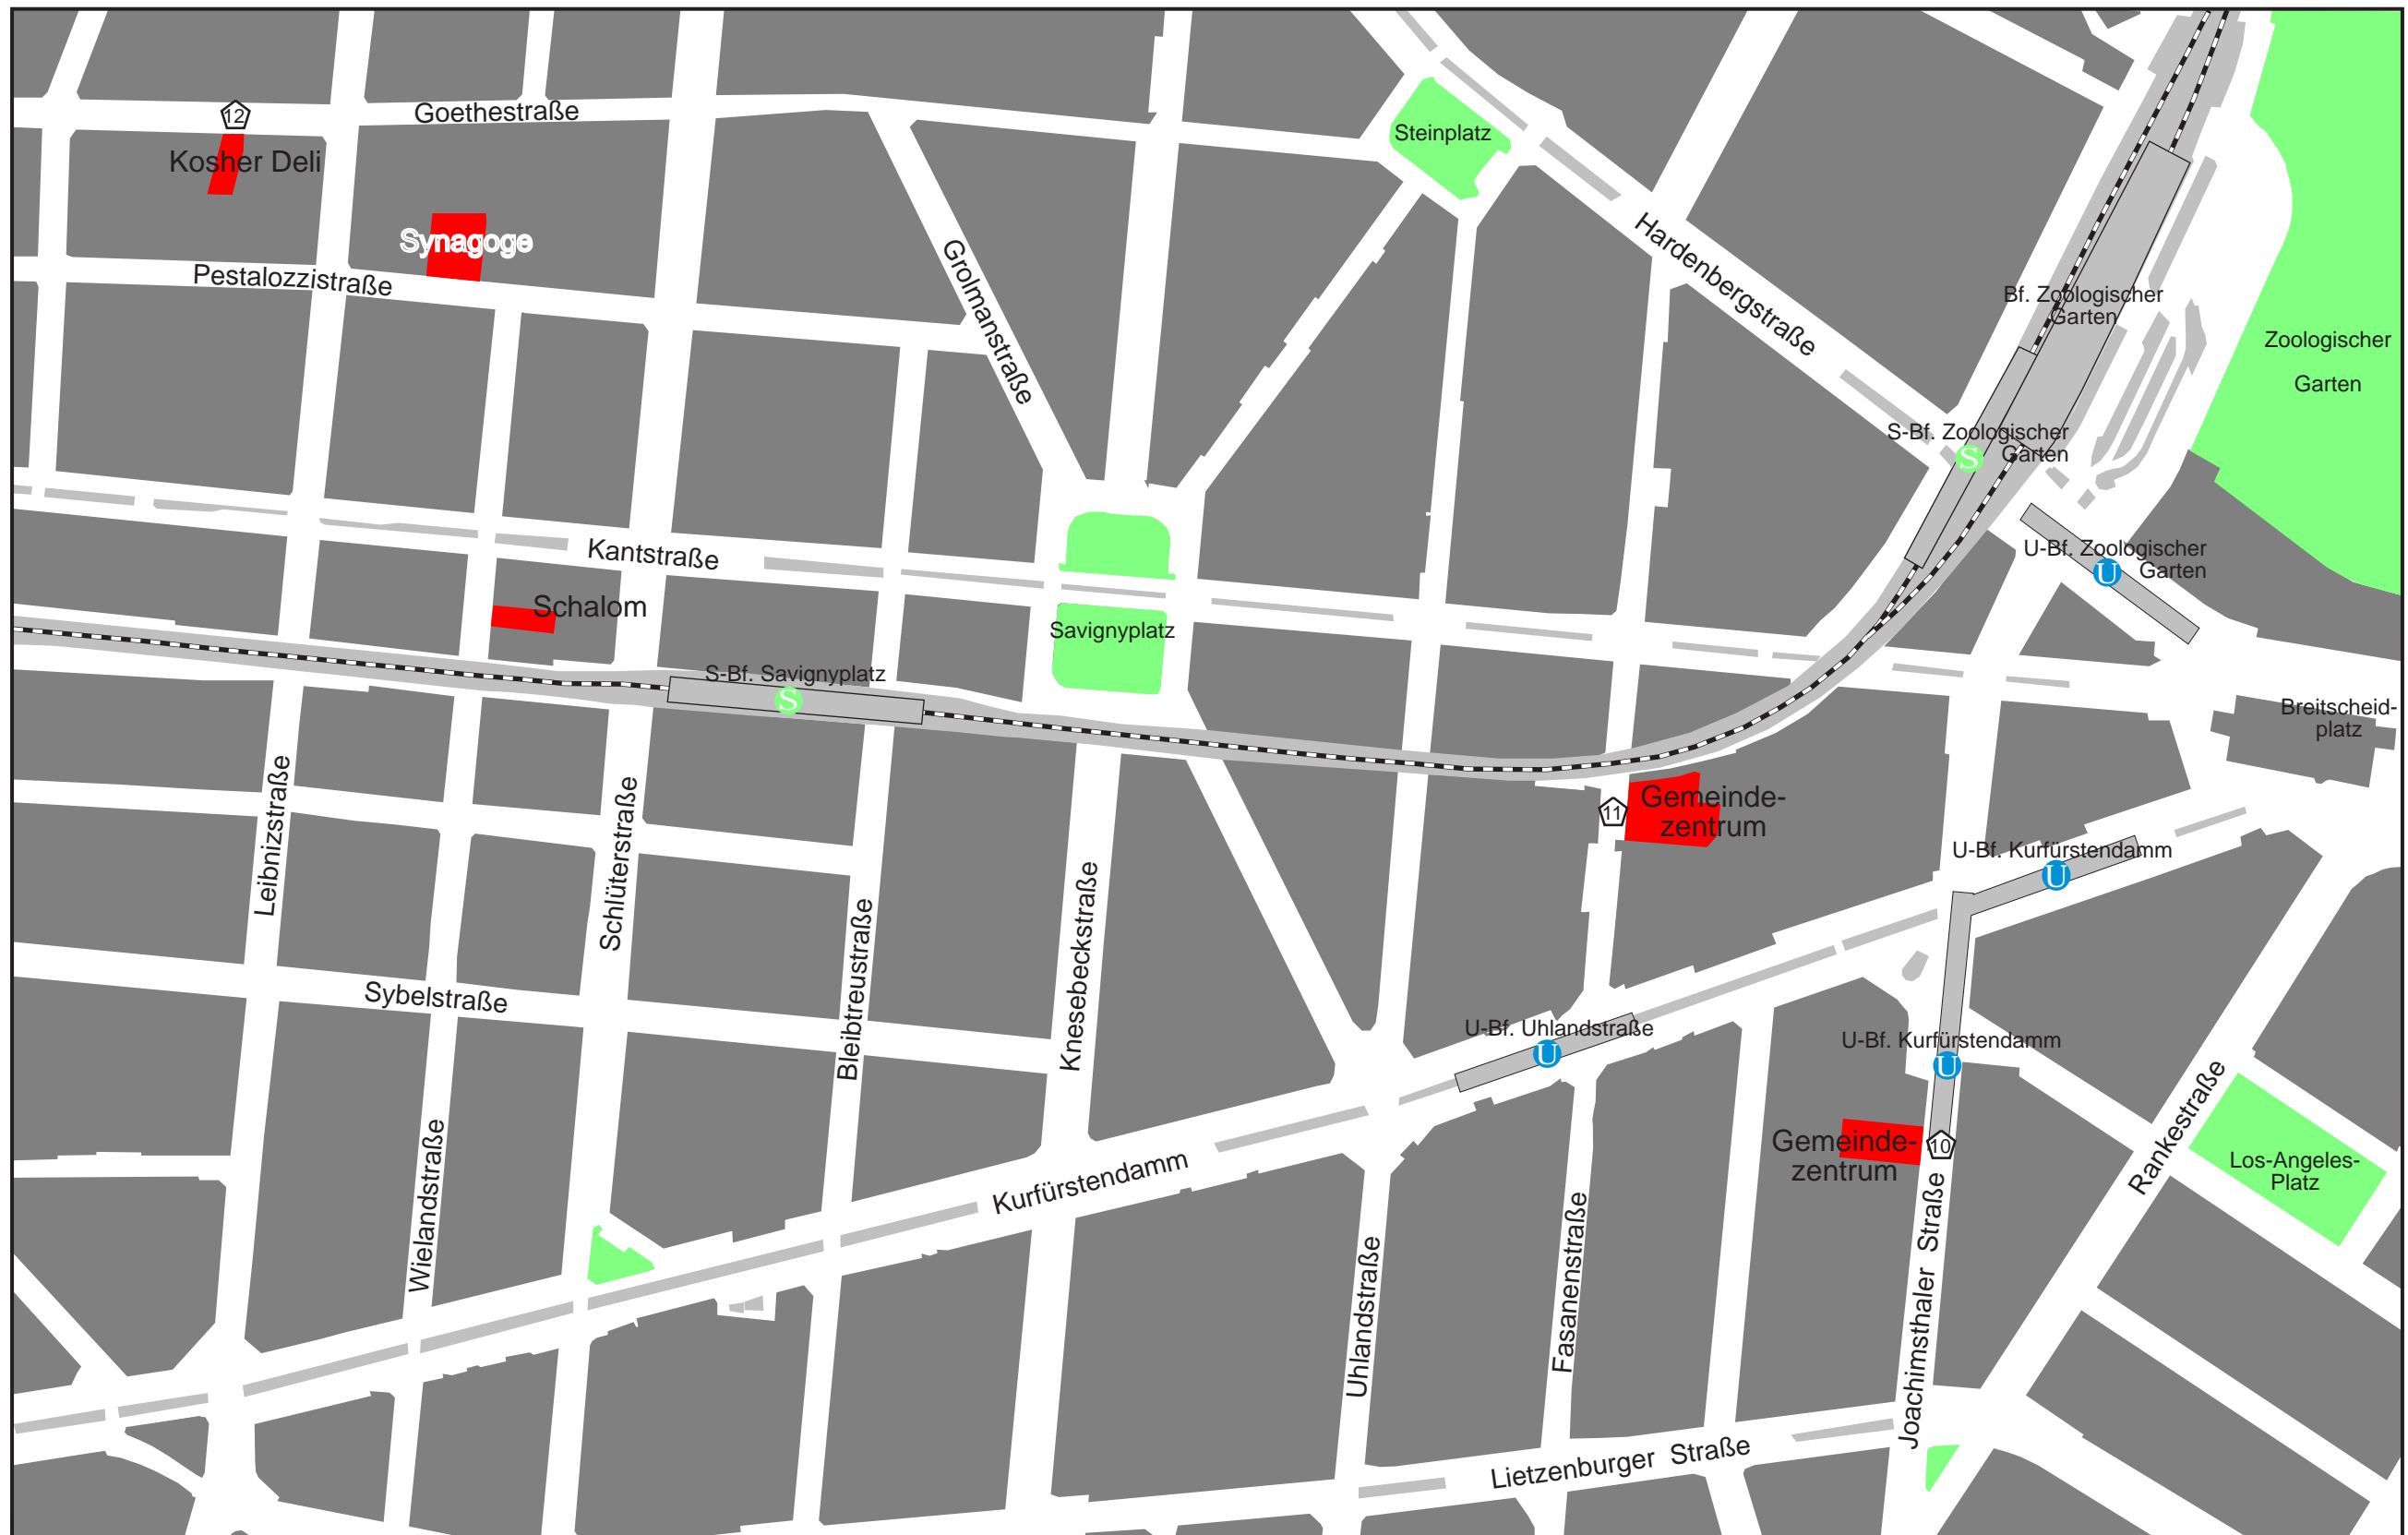 Goethestraße
12
Kosher Deli
Steinplatz
Synagoge
Pestalozzistraße
Grolmanstraße
Hardenbergstraße
Bf. Zoologischer
Garten
Zoologischer
Garten
S-Bf. Zoologischer
Garten
S
Kantstraße
U-Bf. Zoologischer
Garten
U
Schalom
Savignyplatz
S-Bf. Savignyplatz
S
Breitscheid-
platz
Leibnizstraße
Schlüterstraße
11
Gemeinde-
zentrum
U-Bf. Kurfürstendamm
U
Bleibtreustraße
Knesebeckstraße
Sybelstraße
U-Bf. Uhlandstraße
U
U-Bf. Kurfürstendamm
U
Wielandstraße
Kurfürstendamm
Gemeinde-
zentrum
10
Rankestraße
Los-Angeles-
Platz
Uhlandstraße
Fasanenstraße
Joachimsthaler Straße
Lietzenburger Straße